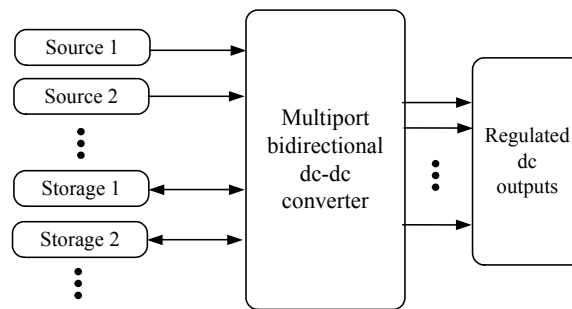 Source 1
Source 2
Storage 1
Storage 2
Multiport
bidirectional
dc-dc
converter
Regulated
dc
outputs